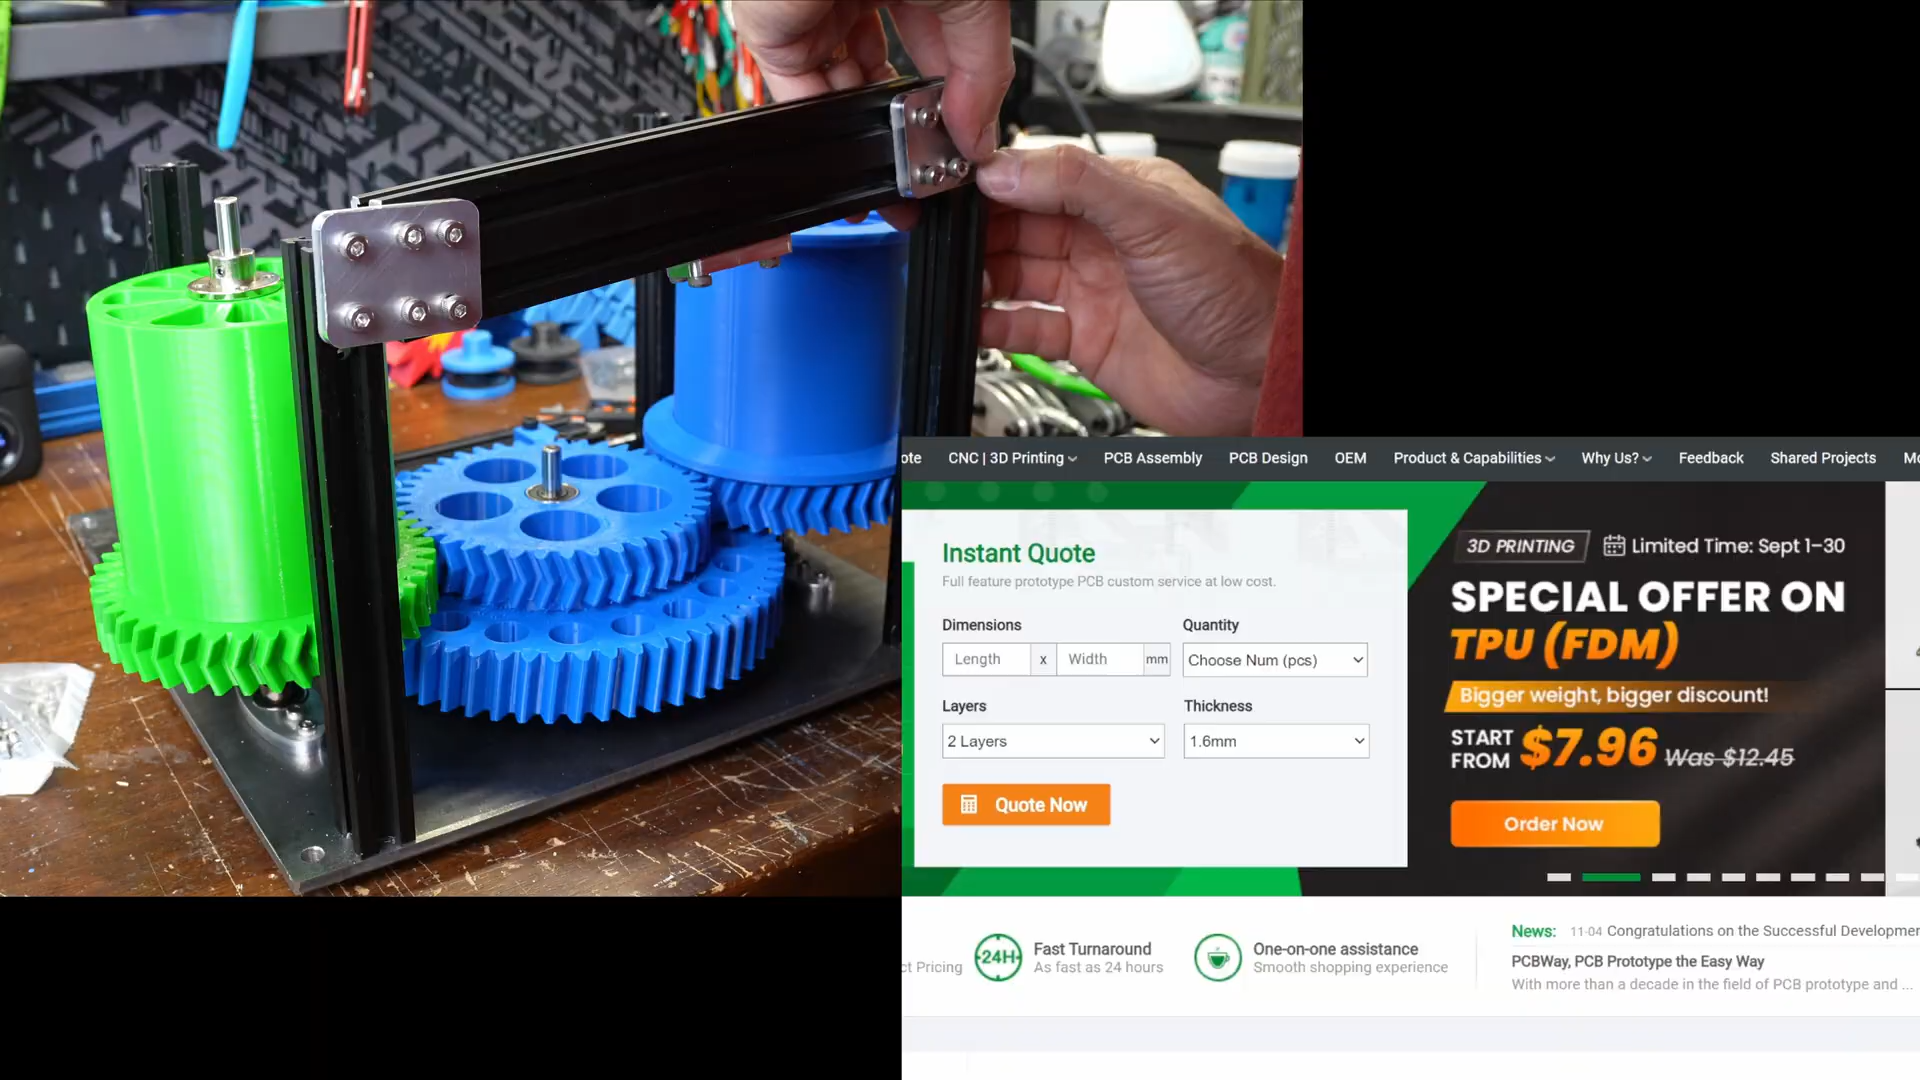 ote CNC | 3D Printing PCB Assembly PCB Design OEM Product & Capabilities Why Us? Feedback Shared Projects Mo
Instant Quote
Full feature prototype PCB custom service at low cost.
Dimensions
Quantity
Length x Width mm
Choose Num (pcs)
Layers
Thickness
2 Layers
1.6mm
Quote Now
3D PRINTING Limited Time: Sept 1–30
SPECIAL OFFER ON
TPU (FDM)
Bigger weight, bigger discount!
START FROM $7.96 Was $12.45
Order Now
ct Pricing
24H
Fast Turnaround
As fast as 24 hours
One-on-one assistance
Smooth shopping experience
News: 11-04 Congratulations on the Successful Developmen
PCBWay, PCB Prototype the Easy Way
With more than a decade in the field of PCB prototype and ...